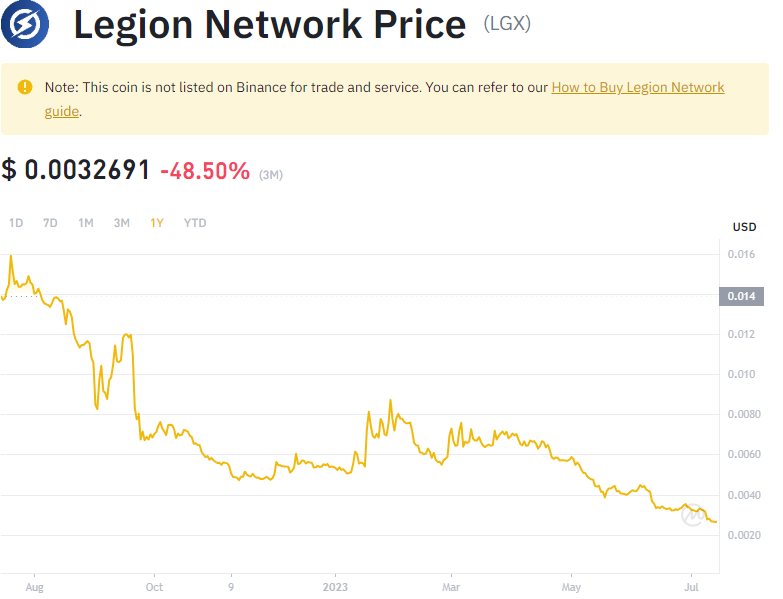 Legion Network Price (LGX)
Note: This coin is not listed on Binance for trade and service. You can refer to our How to Buy Legion Network
guide.
$ 0.0032691 -48.50% (3M)
1D 7D 1M 3M 1Y YTD
USD
0.016
0.014
0.012
0.010
0.0080
0.0060
0.0040
0.0020
Aug Oct 9 2023 Mar May Jul